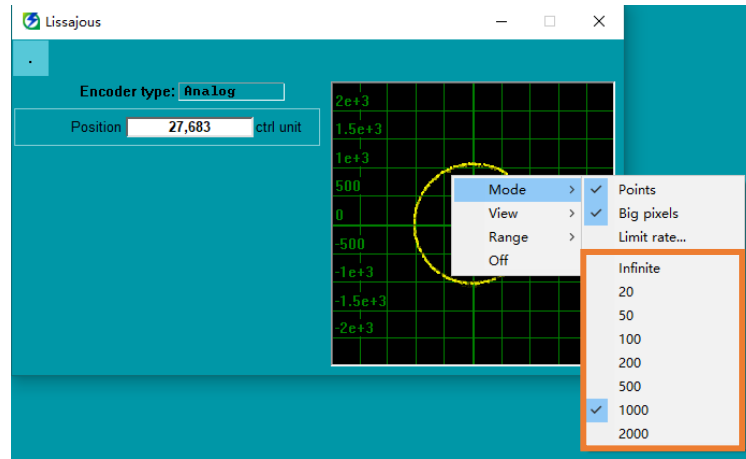 Lissajous
.
Encoder type: Analog
Position 27,683 ctrl unit
2e+3
1.5e+3
1e+3
500
0
-500
-1e+3
-1.5e+3
-2e+3
Mode
View
Range
Off
Points
Big pixels
Limit rate...
Infinite
20
50
100
200
500
1000
2000